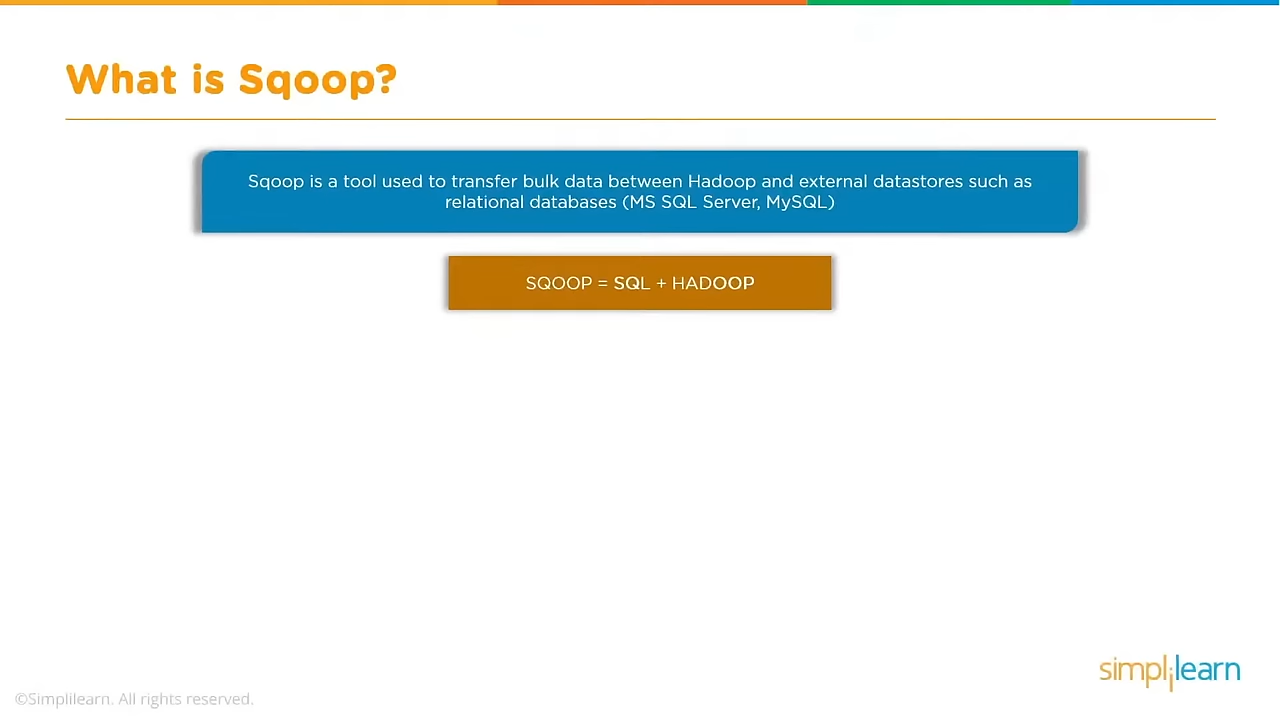 What is Sqoop?
Sqoop is a tool used to transfer bulk data between Hadoop and external datastores such as
relational databases (MS SQL Server, MySQL)
SQOOP = SQL + HADOOP
simplilearn
©Simplilearn. All rights reserved.